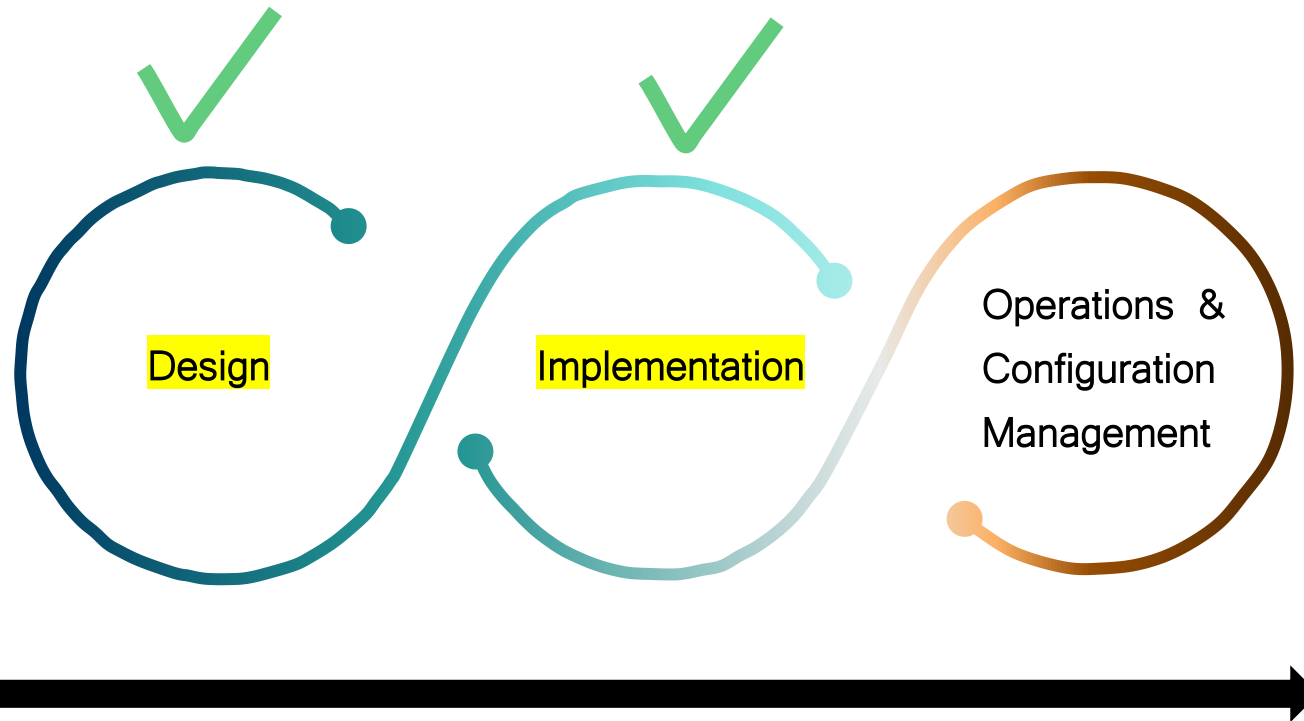 Design
Implementation
Operations &
Configuration
Management